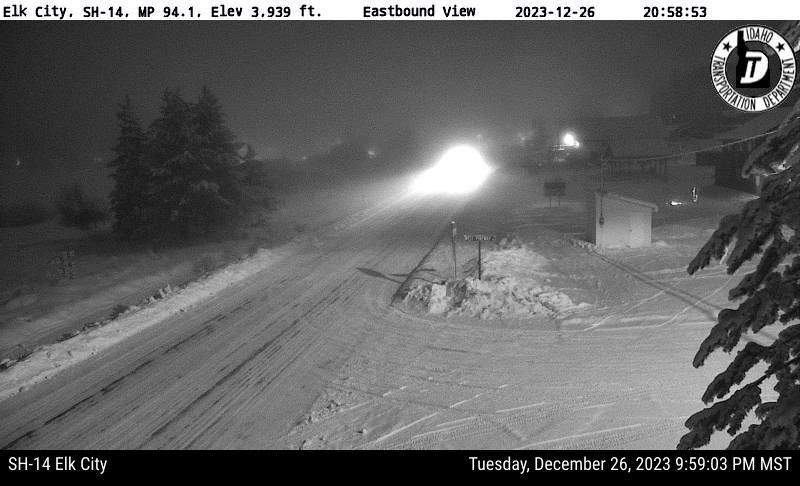 Elk City, SH-14, MP 94.1, Elev 3,939 ft. Eastbound View 2023-12-26 20:58:53
IDAHO
TRANSPORTATION DEPARTMENT
SH-14 Elk City Tuesday, December 26, 2023 9:59:03 PM MST